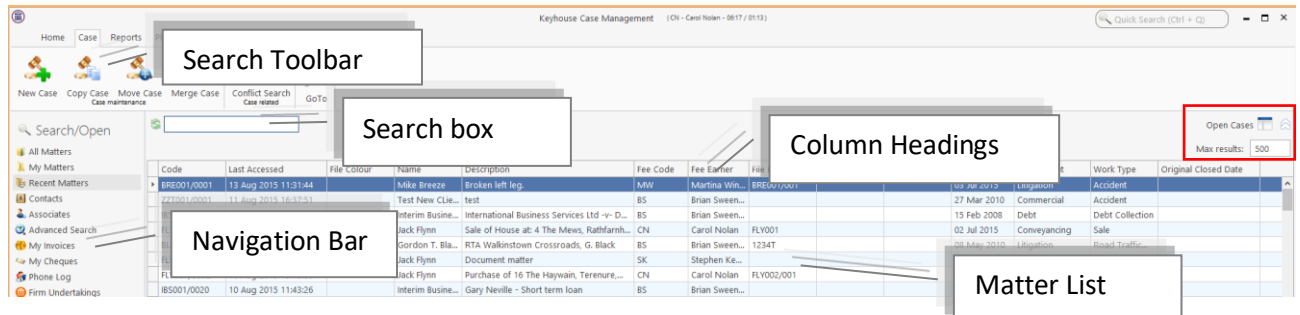 Keyhouse Case Management (CN - Carol Nolan - 06:17 / 01:13)
Quick Search (Ctrl + Q)
Home Case Reports
Search Toolbar
New Case Copy Case Move Case Merge Case Conflict Search
Case maintenance Case related GoTo
Search box
Column Headings
Open Cases
Max results: 500
Search/Open
All Matters
My Matters
Recent Matters
Contacts
Associates
Advanced Search
My Invoices
My Cheques
Phone Log
Firm Undertakings
Navigation Bar
Code Last Accessed File Colour Name Description Fee Code Fee Earner File Work Type Original Closed Date
BRE001/0001 13 Aug 2015 11:31:44 Mike Breeze Broken left leg. MW Martina Win... BRE001/001 03 Jul 2015 Litigation Accident
ZZT001/0001 11 Aug 2015 16:37:51 Test New CLie... test BS Brian Sween... 27 Mar 2010 Commercial Accident
Interim Busine... International Business Services Ltd -v- D... BS Brian Sween... 15 Feb 2008 Debt Debt Collection
Jack Flynn Sale of House at: 4 The Mews, Rathfarnh... CN Carol Nolan FLY001 02 Jul 2015 Conveyancing Sale
Gordon T. Bla... RTA Walkinstown Crossroads, G. Black BS Brian Sween... 1234T 08 May 2010 Litigation Road Traffic...
Jack Flynn Document matter SK Stephen Ke...
Jack Flynn Purchase of 16 The Haywain, Terenure,... CN Carol Nolan FLY002/001
IBS001/0020 10 Aug 2015 11:43:26 Interim Busine... Gary Neville - Short term loan BS Brian Sween...
Matter List